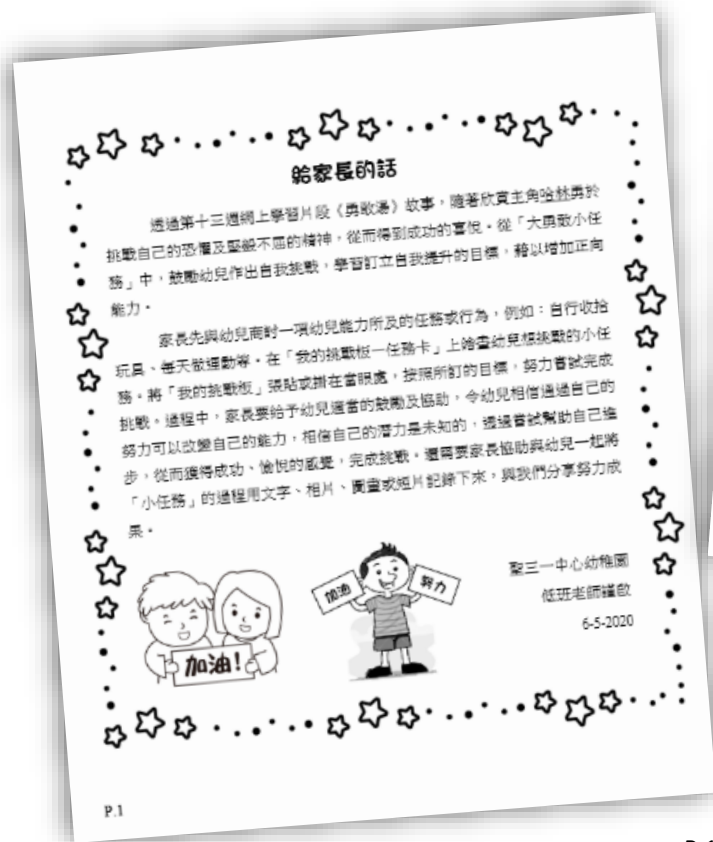 給家長的話
透過第十三週網上學習片段《勇敢湯》故事，隨著欣賞主角哈林勇於
挑戰自己的恐懼及堅毅不屈的精神，從而得到成功的喜悅。從「大勇敢小任
務」中，鼓勵幼兒作出自我挑戰，學習訂立自我提升的目標，藉以增加正向
能力。
家長先與幼兒商討一項幼兒能力所及的任務或行為，例如：自行收拾
玩具、每天做運動等。在「我的挑戰板－任務卡」上繪畫幼兒想挑戰的小任
務。將「我的挑戰板」張貼或掛在當眼處，按照所訂的目標，努力嘗試完成
挑戰。過程中，家長要給予幼兒適當的鼓勵及協助，令幼兒相信通過自己的
努力可以改變自己的能力，相信自己的潛力是未知的，透過嘗試幫助自己進
步，從而獲得成功、愉悅的感覺，完成挑戰。還需要家長協助與幼兒一起將
「小任務」的過程用文字、相片、圖畫或短片記錄下來，與我們分享努力成
果。
聖三一中心幼稚園
低班老師謹啟
6-5-2020
加油！
加油
努力
P.1